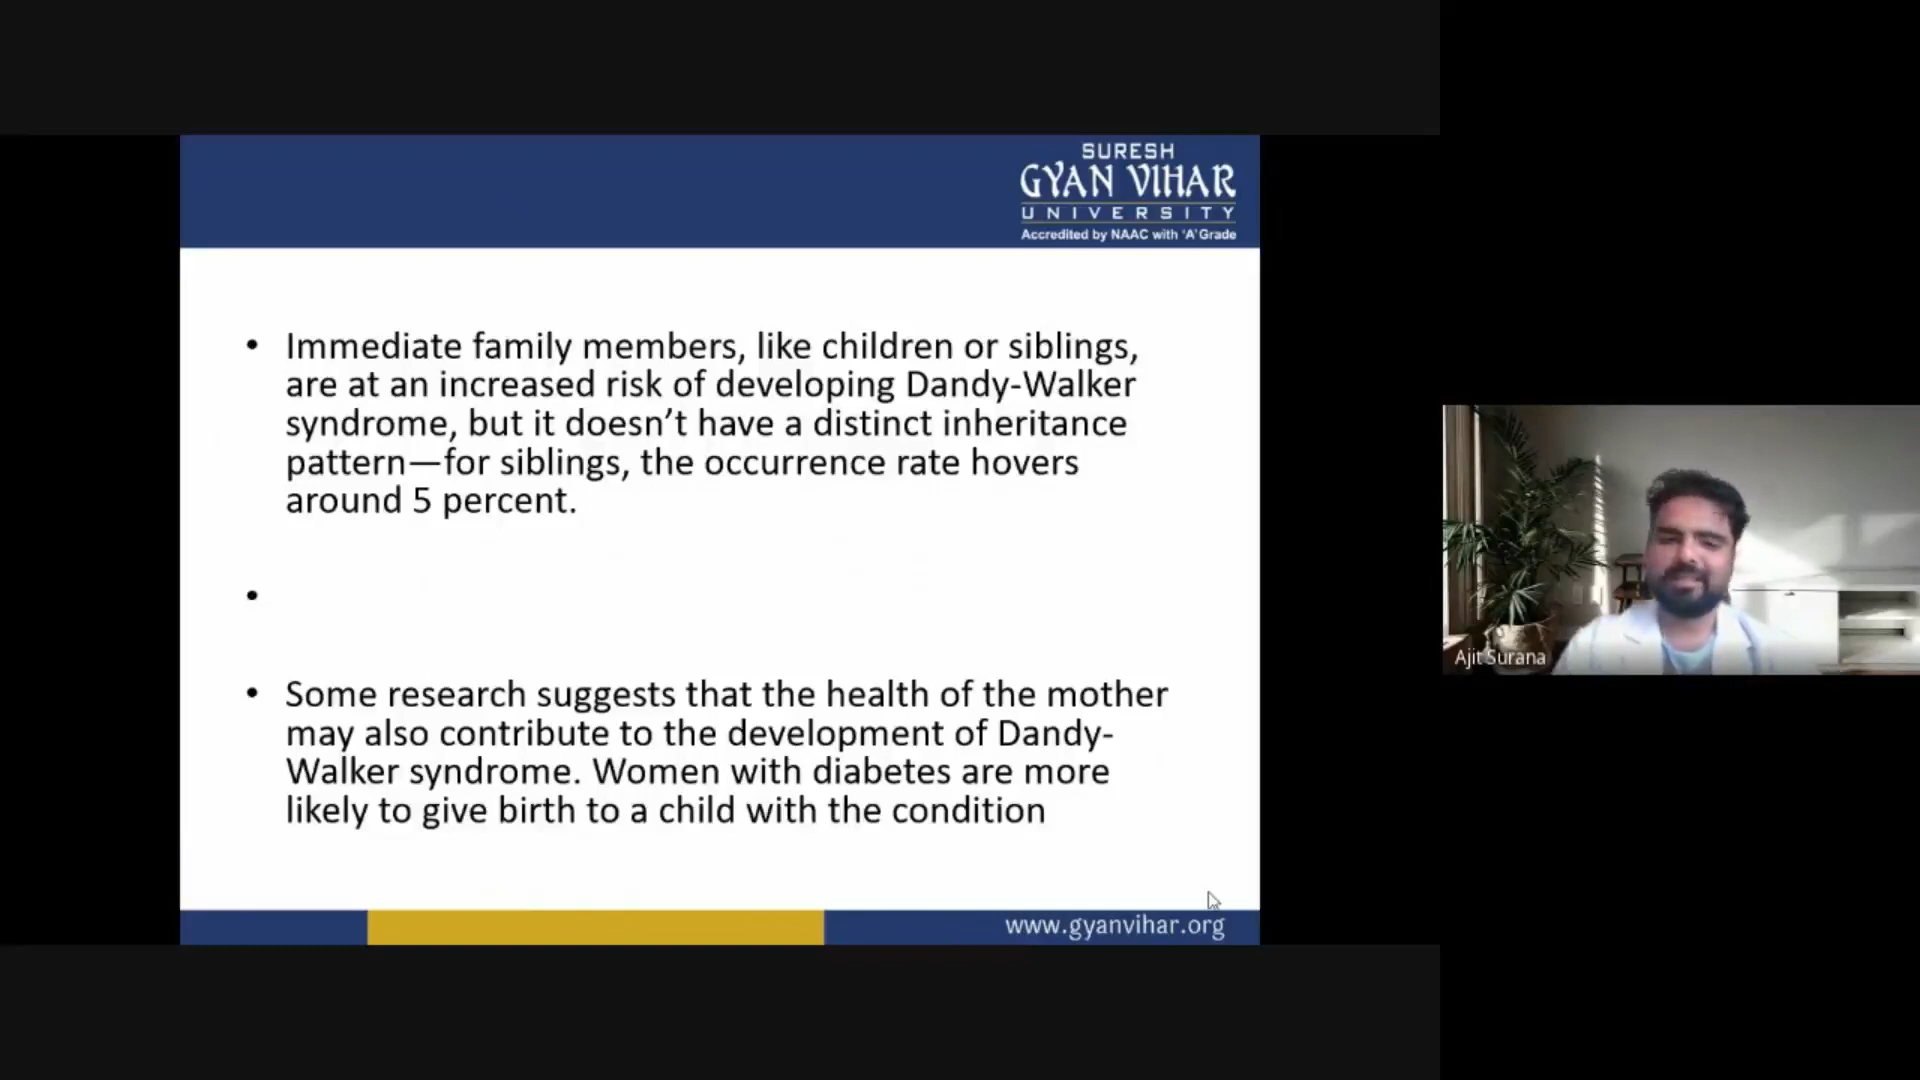 SURESH
GYAN VIHAR
UNIVERSITY
Accredited by NAAC with 'A' Grade
• Immediate family members, like children or siblings,
are at an increased risk of developing Dandy-Walker
syndrome, but it doesn’t have a distinct inheritance
pattern—for siblings, the occurrence rate hovers
around 5 percent.
•
• Some research suggests that the health of the mother
may also contribute to the development of Dandy-
Walker syndrome. Women with diabetes are more
likely to give birth to a child with the condition
www.gyanvihar.org
Ajit Surana